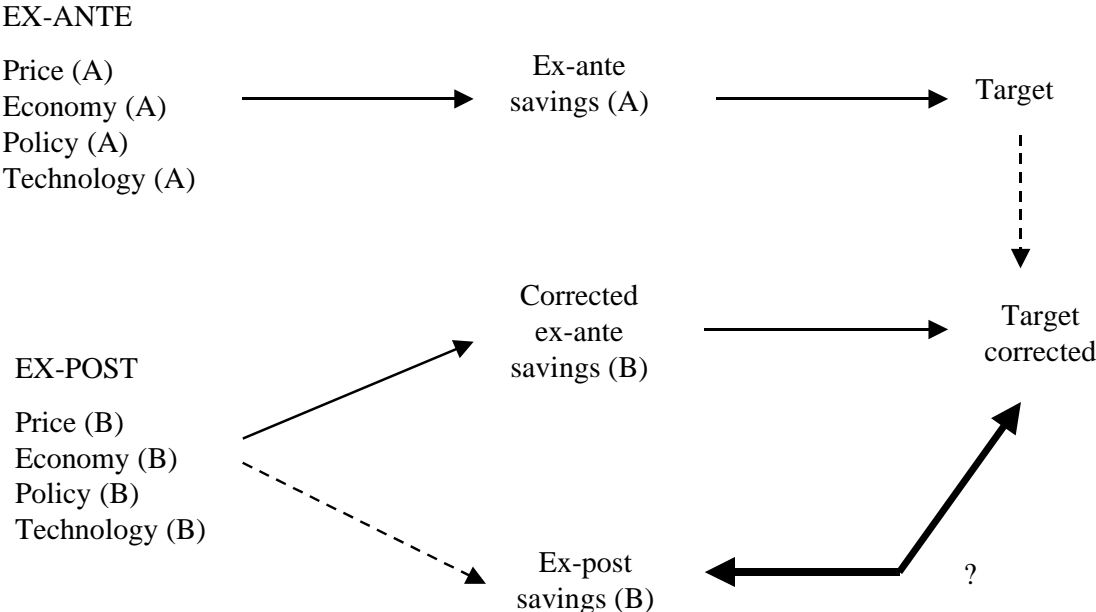 EX-ANTE
Price (A)
Economy (A)
Policy (A)
Technology (A)
Ex-ante
savings (A)
Target
Corrected
ex-ante
savings (B)
Target
corrected
EX-POST
Price (B)
Economy (B)
Policy (B)
Technology (B)
Ex-post
savings (B)
?